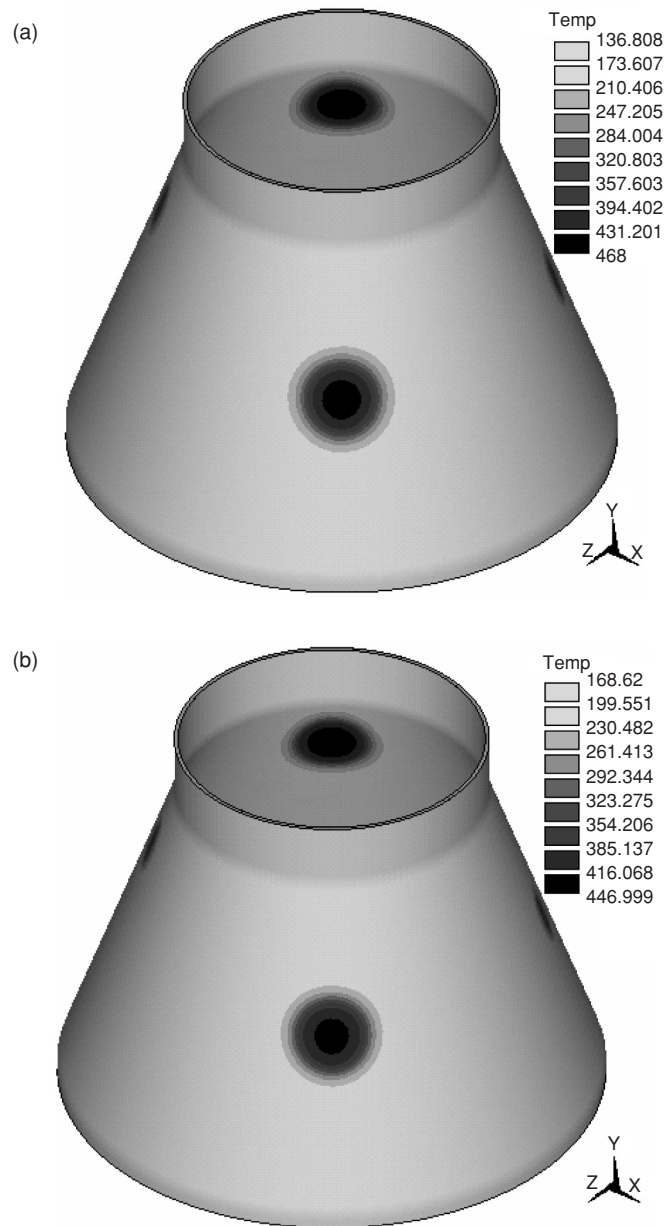 (a)
Temp
136.808
173.607
210.406
247.205
284.004
320.803
357.603
394.402
431.201
468
Y
Z X
(b)
Temp
168.62
199.551
230.482
261.413
292.344
323.275
354.206
385.137
416.068
446.999
Y
Z X